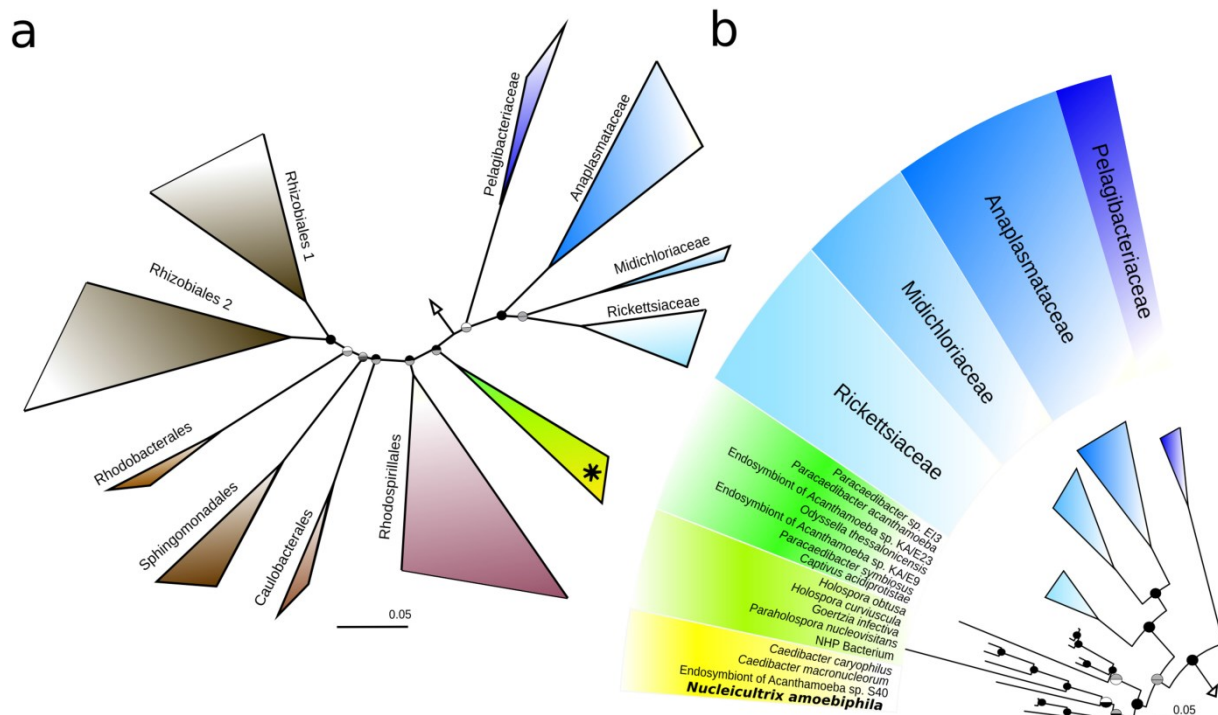 a
Pelagibacteriaceae
Anaplasmataceae
Rhizobiales 1
Midichloriaceae
Rhizobiales 2
Rickettsiaceae
Rhodobacterales
Sphingomonadales
Caulobacterales
Rhodospirillales
*
0.05
b
Pelagibacteriaceae
Anaplasmataceae
Midichloriaceae
Rickettsiaceae
Paracaedibacter sp. EI3
Paracaedibacter acanthamoeba
Endosymbiont of Acanthamoeba sp. KA/E23
Odyssella thessalonicensis
Endosymbiont of Acanthamoeba sp. KA/E9
Paracaedibacter symbiosus
Captivus acidiprotistae
Holospora obtusa
Holospora curviuscula
Goertzia infectiva
Paraholospora nucleovisitans
NHP Bacterium
Caedibacter caryophilus
Caedibacter macronucleorum
Endosymbiont of Acanthamoeba sp. S40
Nucleicultrix amoebiphila
0.05